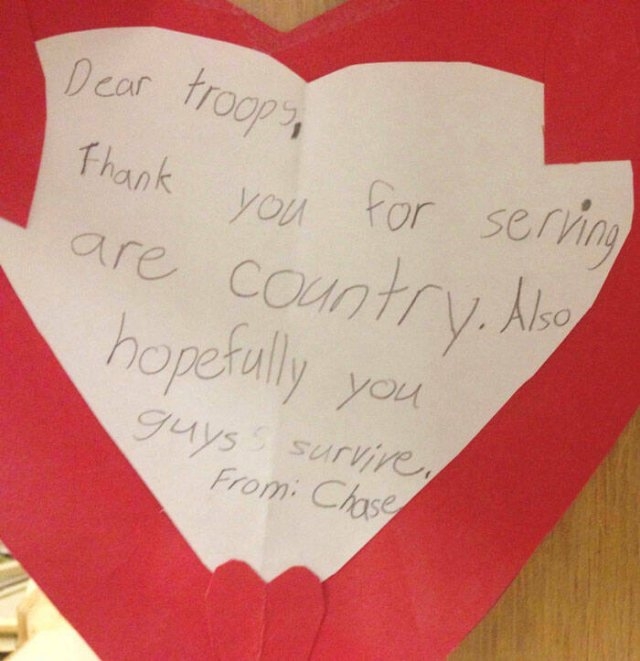 Dear troops,
Thank you for serving
are country. Also
hopefully you
guys survive.
From: Chase